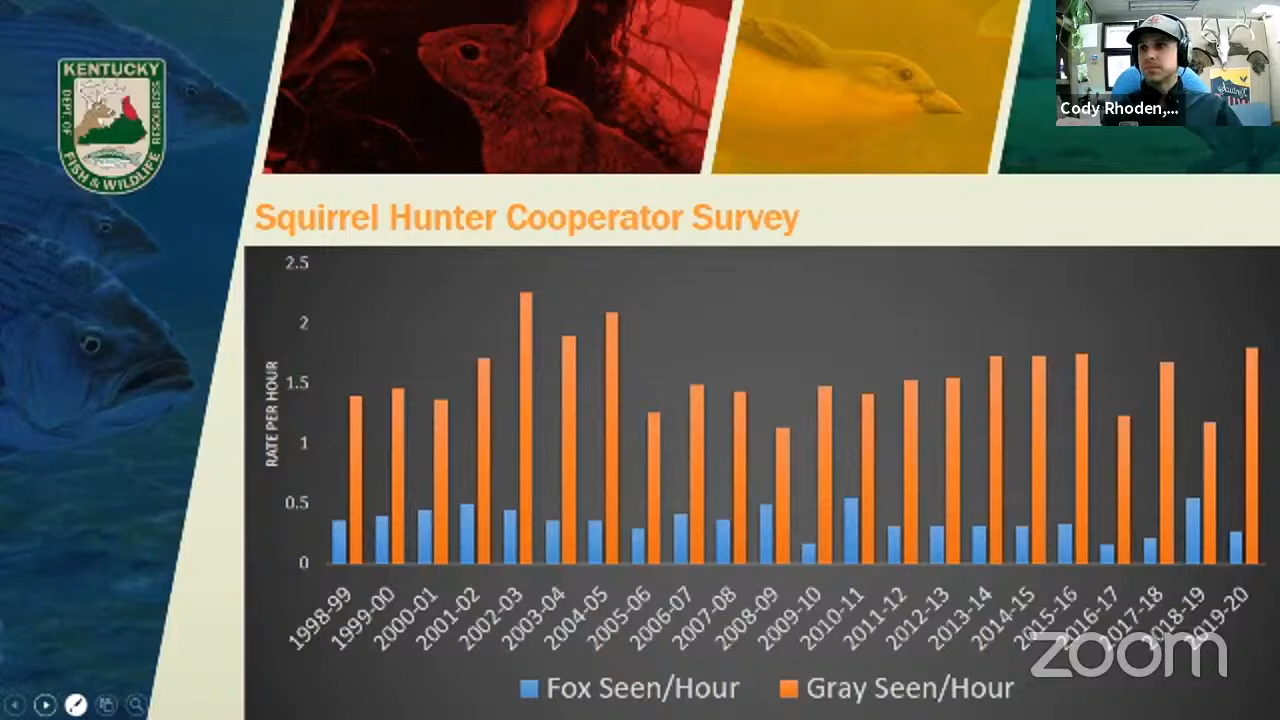 KENTUCKY
DEPT. OF
RESOURCES
FISH & WILDLIFE
Cody Rhoden,...
Squirrel Hunter Cooperator Survey
RATE PER HOUR
2.5
2
1.5
1
0.5
0
1998-99
1999-00
2000-01
2001-02
2002-03
2003-04
2004-05
2005-06
2006-07
2007-08
2008-09
2009-10
2010-11
2011-12
2012-13
2013-14
2014-15
2015-16
2016-17
2017-18
2018-19
2019-20
Fox Seen/Hour
Gray Seen/Hour
zoom